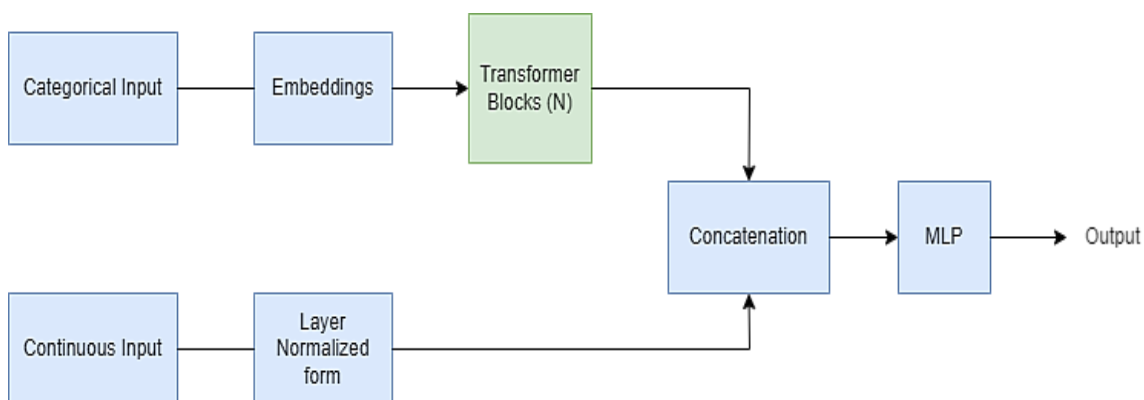 Categorical Input
Embeddings
Transformer
Blocks (N)
Concatenation
MLP
Output
Continuous Input
Layer
Normalized
form